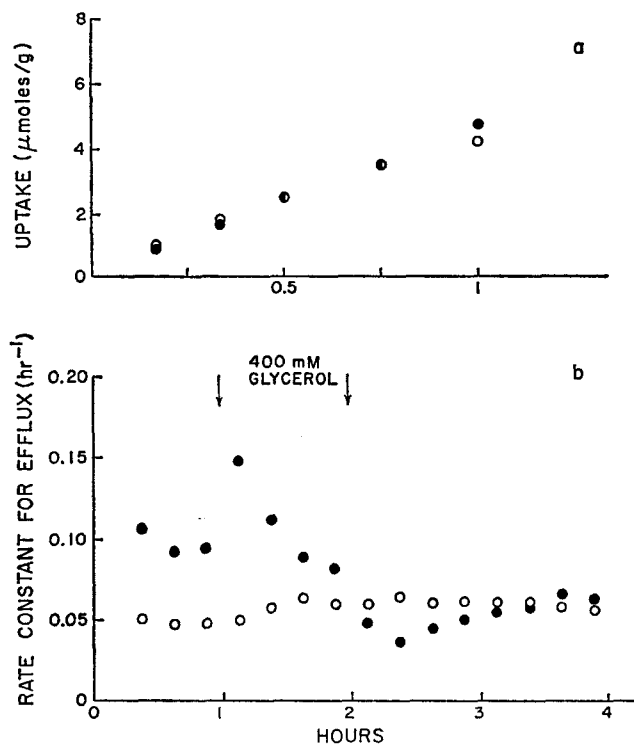 a
8
6
4
2
0
UPTAKE (μmoles/g)
0.5
1
b
400 mM
GLYCEROL
0.20
0.15
0.10
0.05
0
RATE CONSTANT FOR EFFLUX (hr⁻¹)
0
1
2
3
4
HOURS